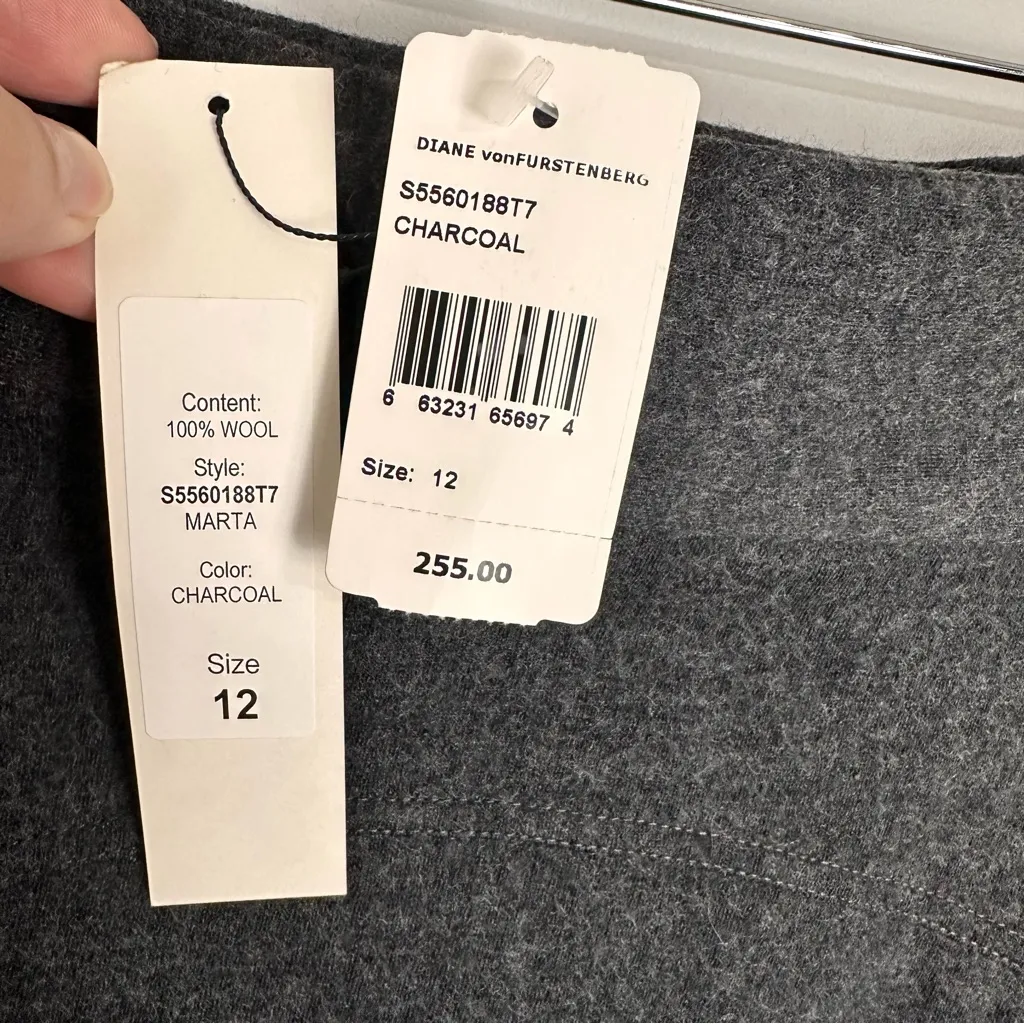 Content:
100% WOOL
Style:
S5560188T7
MARTA
Color:
CHARCOAL
Size
12
DIANE vonFURSTENBERG
S5560188T7
CHARCOAL
6 63231 65697 4
Size: 12
255.00